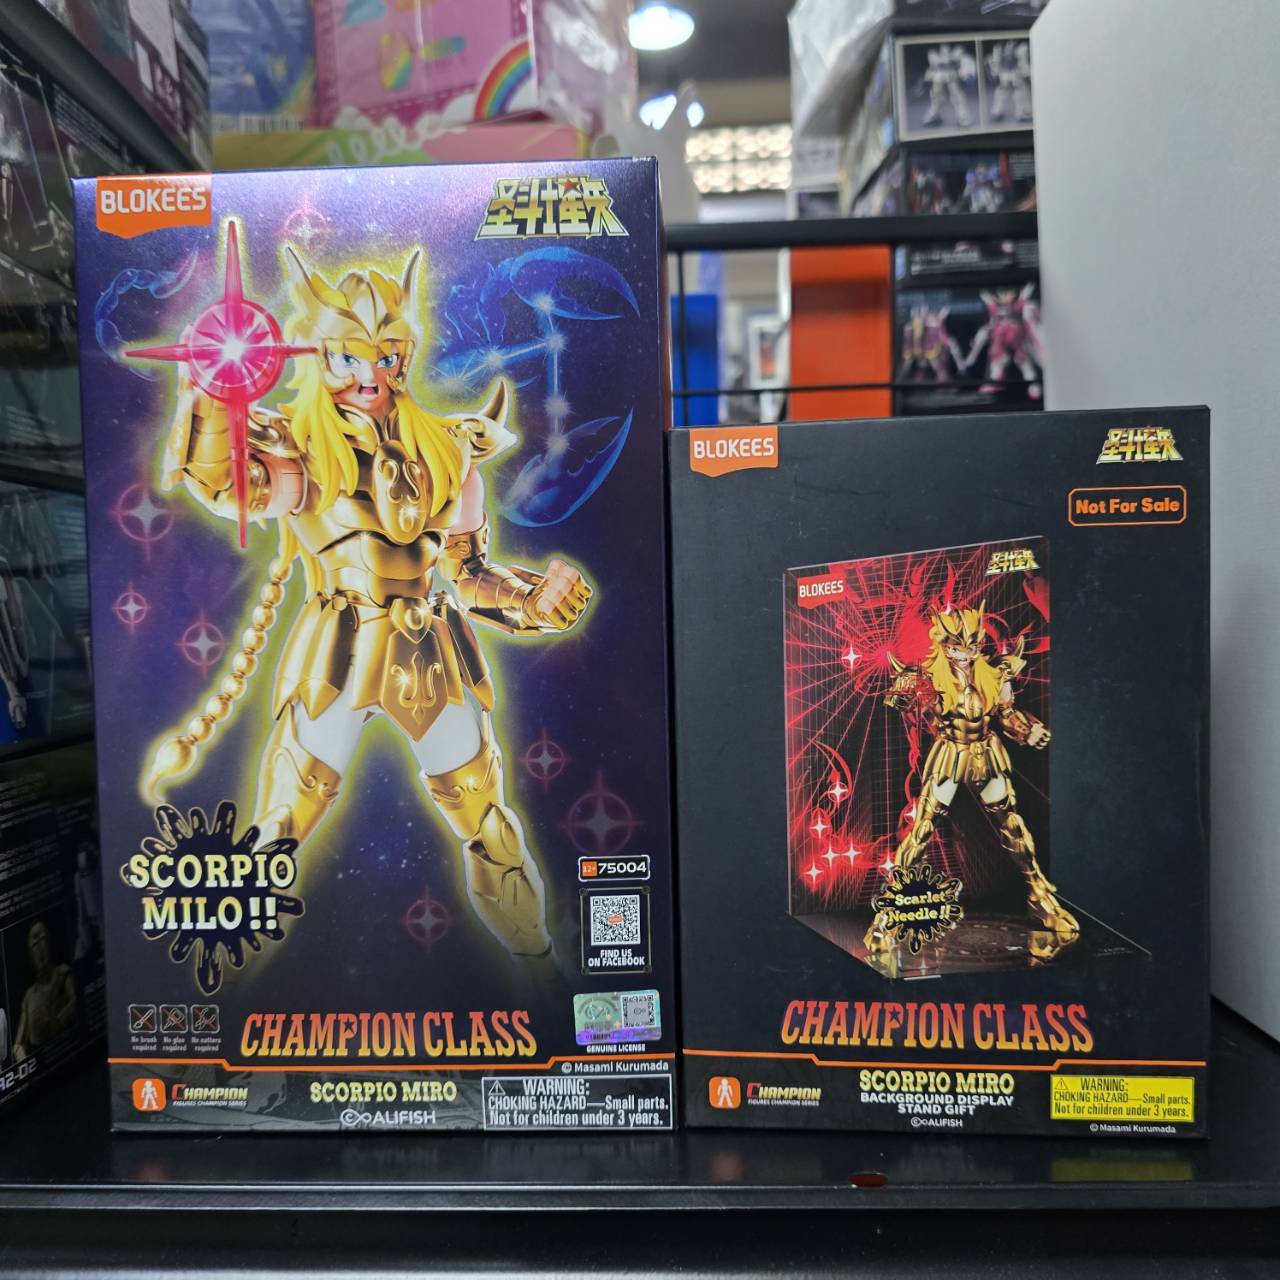 BLOKEES
圣斗士星矢
SCORPIO
MILO!!
12+ 75004
FIND US
ON FACEBOOK
No brush
required
No glue
required
No cutters
required
CHAMPION CLASS
GENUINE LICENSE
© Masami Kurumada
CHAMPION
FIGURES CHAMPION SERIES
SCORPIO MIRO
ALIFISH
WARNING:
CHOKING HAZARD—Small parts.
Not for children under 3 years.
BLOKEES
圣斗士星矢
Not For Sale
BLOKEES
圣斗士星矢
Scarlet
Needle!!
CHAMPION CLASS
CHAMPION
FIGURES CHAMPION SERIES
SCORPIO MIRO
BACKGROUND DISPLAY
STAND GIFT
ALIFISH
WARNING:
CHOKING HAZARD—Small parts.
Not for children under 3 years.
© Masami Kurumada